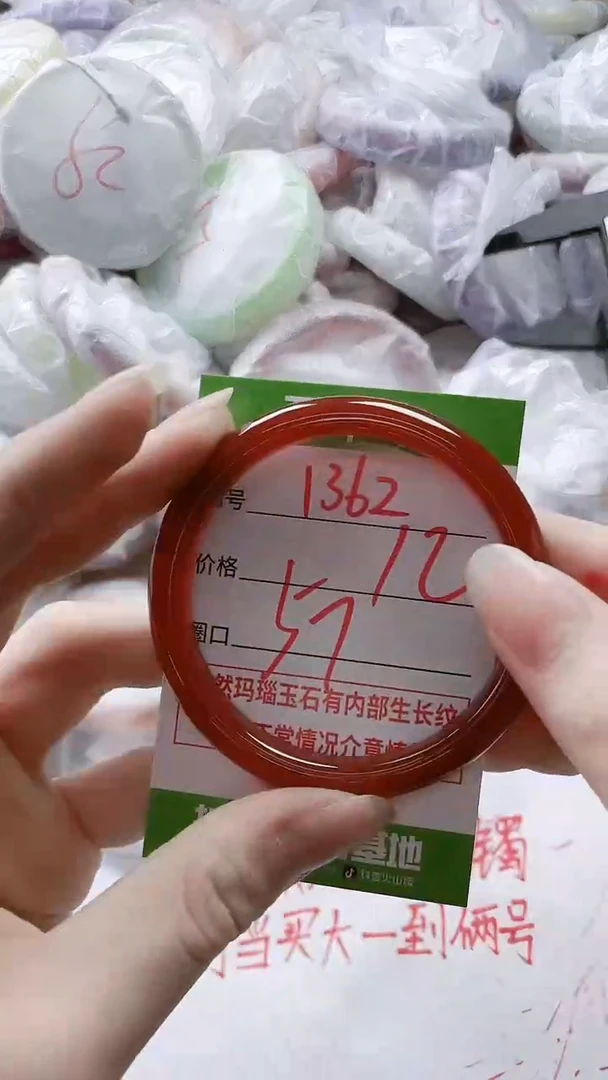 62
号 1362
价格 12
圈口 57
然玛瑙玉石有内部生长纹
正常情况介意慎
基地
镯
当买大一到俩号